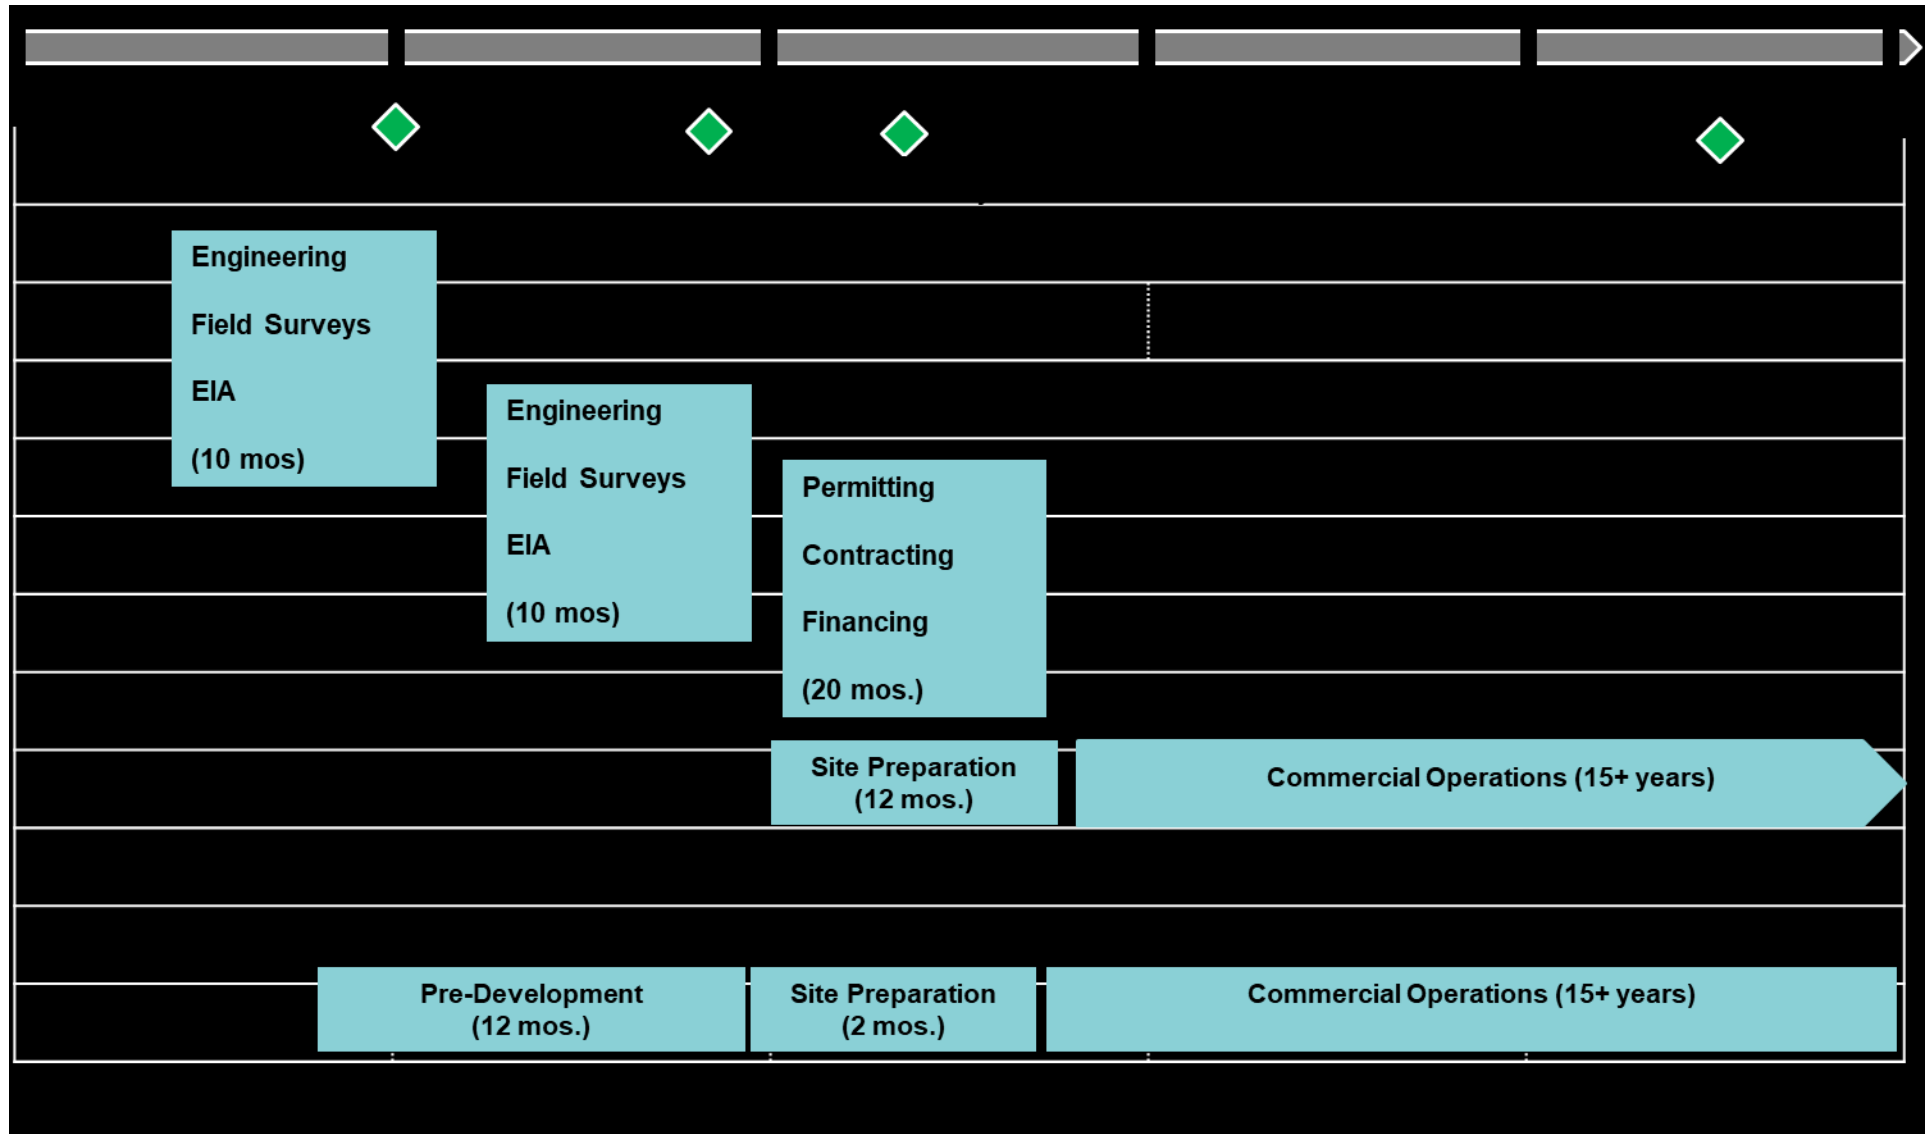 Engineering
Field Surveys
EIA
(10 mos)
Engineering
Field Surveys
EIA
(10 mos)
Permitting
Contracting
Financing
(20 mos.)
Site Preparation
(12 mos.)
Commercial Operations (15+ years)
Pre-Development
(12 mos.)
Site Preparation
(2 mos.)
Commercial Operations (15+ years)